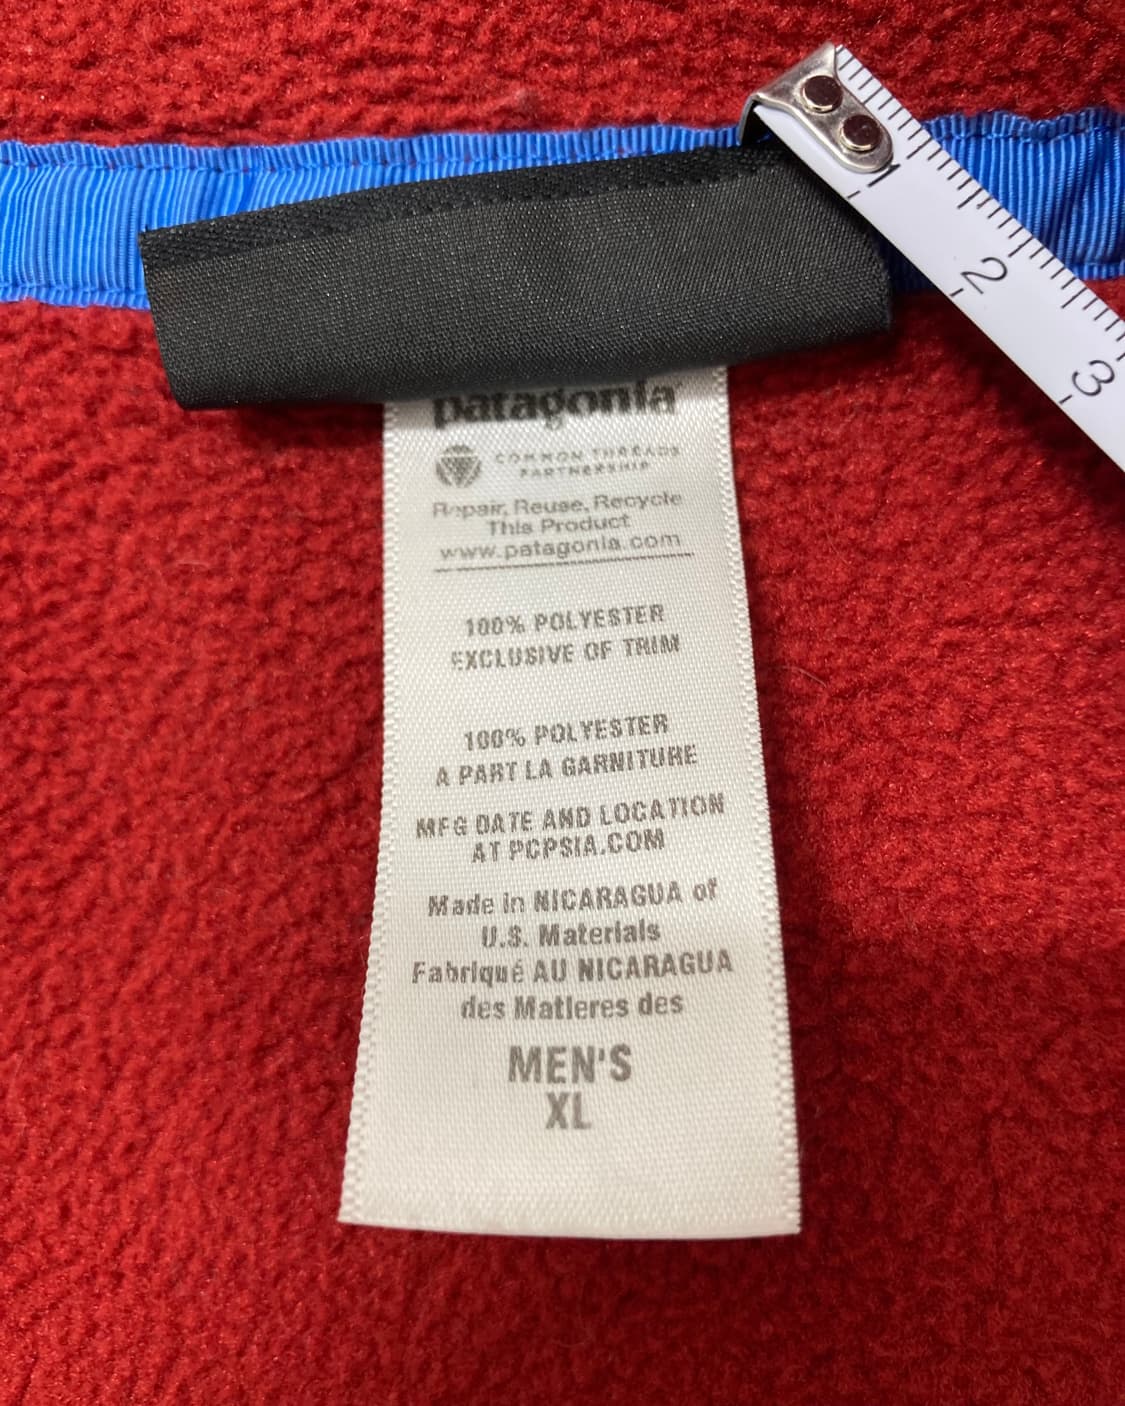 patagonia
COMMON THREADS
PARTNERSHIP
Repair, Reuse, Recycle
This Product
www.patagonia.com
100% POLYESTER
EXCLUSIVE OF TRIM
100% POLYESTER
A PART LA GARNITURE
MFG DATE AND LOCATION
AT PCPSIA.COM
Made in NICARAGUA of
U.S. Materials
Fabriqué AU NICARAGUA
des Matieres des
MEN'S
XL
1
2
3